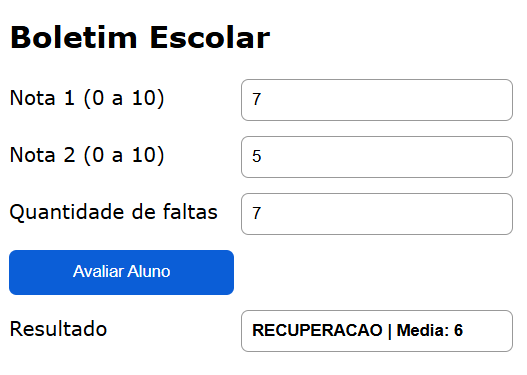 Boletim Escolar
Nota 1 (0 a 10) 7
Nota 2 (0 a 10) 5
Quantidade de faltas 7
Avaliar Aluno
Resultado RECUPERACAO | Media: 6